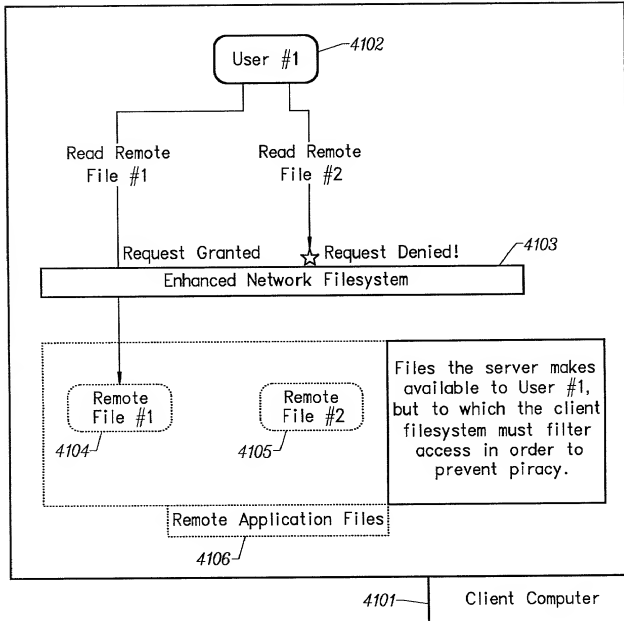 User #1
4102
Read Remote
File #1
Read Remote
File #2
Request Granted
Request Denied!
4103
Enhanced Network Filesystem
Remote
File #1
4104
Remote
File #2
4105
Files the server makes
available to User #1,
but to which the client
filesystem must filter
access in order to
prevent piracy.
Remote Application Files
4106
4101
Client Computer